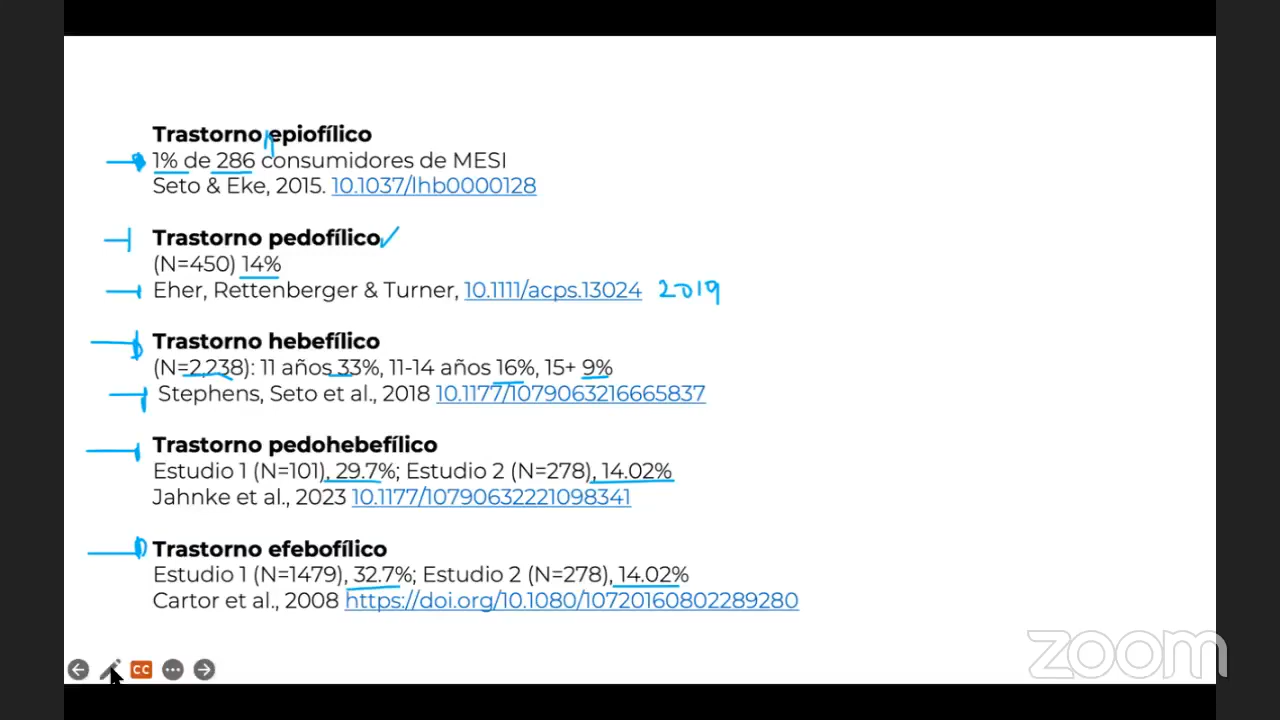 Trastorno epiofílico
1% de 286 consumidores de MESI
Seto & Eke, 2015. 10.1037/lhb0000128
Trastorno pedofílico
(N=450) 14%
Eher, Rettenberger & Turner, 10.1111/acps.13024 2019
Trastorno hebefílico
(N=2,238): 11 años 33%, 11-14 años 16%, 15+ 9%
Stephens, Seto et al., 2018 10.1177/1079063216665837
Trastorno pedohebefílico
Estudio 1 (N=101), 29.7%; Estudio 2 (N=278), 14.02%
Jahnke et al., 2023 10.1177/10790632221098341
Trastorno efebofílico
Estudio 1 (N=1479), 32.7%; Estudio 2 (N=278), 14.02%
Cartor et al., 2008 https://doi.org/10.1080/10720160802289280
CC
zoom